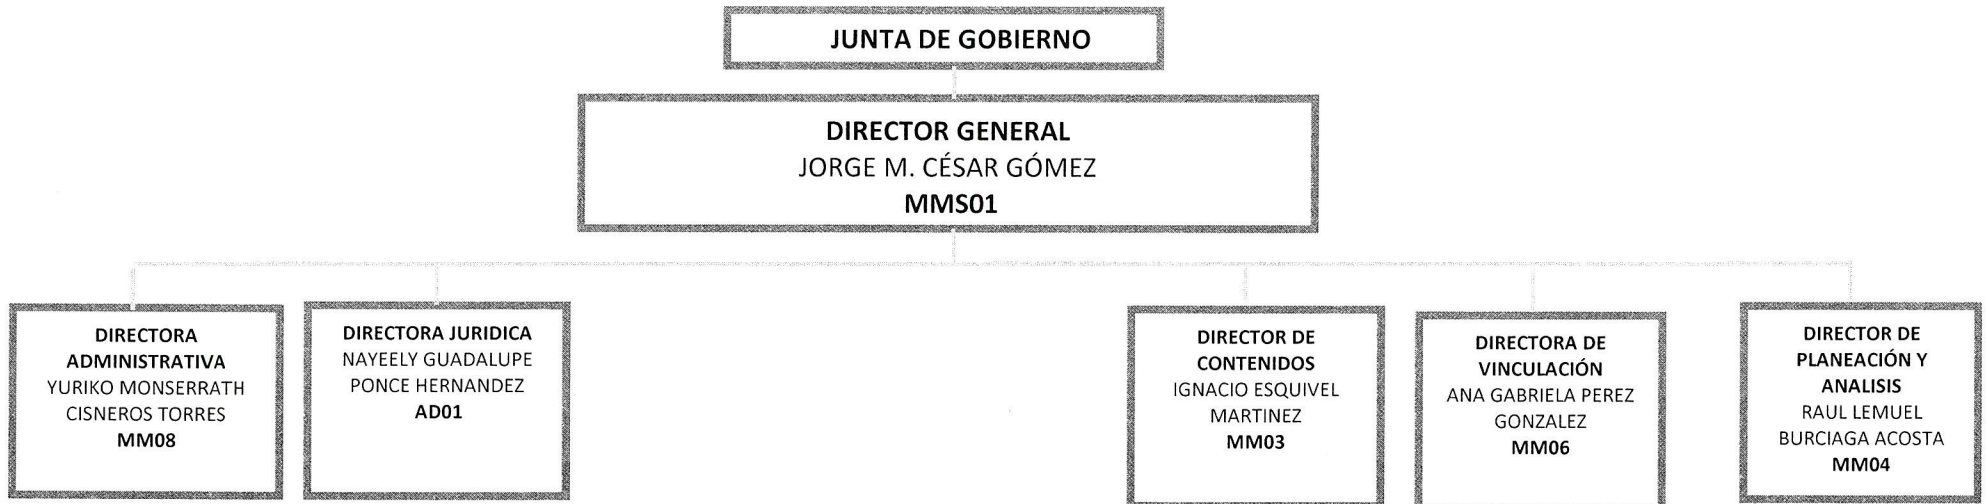 JUNTA DE GOBIERNO
DIRECTOR GENERAL
JORGE M. CÉSAR GÓMEZ
MMS01
DIRECTORA
ADMINISTRATIVA
YURIKO MONSERRATH
CISNEROS TORRES
MM08
DIRECTORA JURIDICA
NAYEELY GUADALUPE
PONCE HERNANDEZ
AD01
DIRECTOR DE
CONTENIDOS
IGNACIO ESQUIVEL
MARTINEZ
MM03
DIRECTORA DE
VINCULACIÓN
ANA GABRIELA PEREZ
GONZALEZ
MM06
DIRECTOR DE
PLANEACIÓN Y
ANALISIS
RAUL LEMUEL
BURCIAGA ACOSTA
MM04